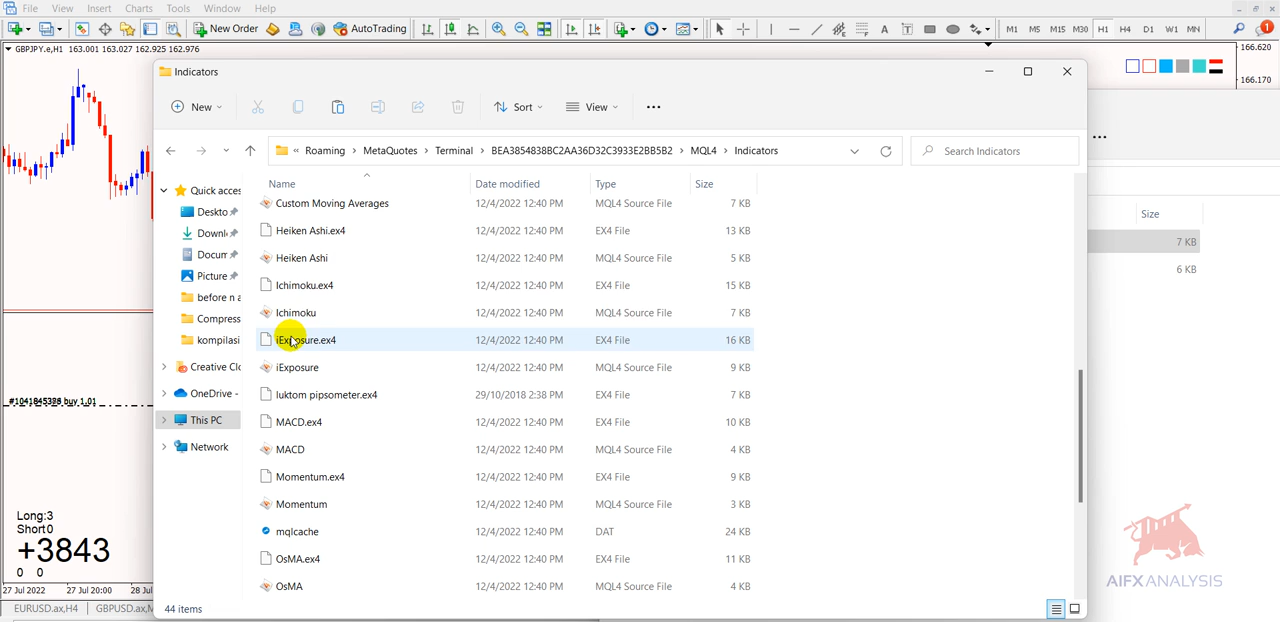 File View Insert Charts Tools Window Help
New Order AutoTrading A T M1 M5 M15 M30 H1 H4 D1 W1 MN 1
GBPJPY.e,H1 163.001 163.027 162.925 162.976
166.620
166.170
Indicators
New Sort View
« Roaming > MetaQuotes > Terminal > BEA3854838BC2AA36D32C3933E2BB5B2 > MQL4 > Indicators
Search Indicators
Name Date modified Type Size
Size
7 KB
6 KB
Quick acces
Deskto
Downl
Docum
Picture
before n a
Compress
kompilasi
Creative Clo
OneDrive -
This PC
Network
Custom Moving Averages 12/4/2022 12:40 PM MQL4 Source File 7 KB
Heiken Ashi.ex4 12/4/2022 12:40 PM EX4 File 13 KB
Heiken Ashi 12/4/2022 12:40 PM MQL4 Source File 5 KB
Ichimoku.ex4 12/4/2022 12:40 PM EX4 File 15 KB
Ichimoku 12/4/2022 12:40 PM MQL4 Source File 7 KB
iExposure.ex4 12/4/2022 12:40 PM EX4 File 16 KB
iExposure 12/4/2022 12:40 PM MQL4 Source File 9 KB
luktom pipsometer.ex4 29/10/2018 2:38 PM EX4 File 7 KB
MACD.ex4 12/4/2022 12:40 PM EX4 File 10 KB
MACD 12/4/2022 12:40 PM MQL4 Source File 4 KB
Momentum.ex4 12/4/2022 12:40 PM EX4 File 9 KB
Momentum 12/4/2022 12:40 PM MQL4 Source File 3 KB
mqlcache 12/4/2022 12:40 PM DAT 24 KB
OsMA.ex4 12/4/2022 12:40 PM EX4 File 11 KB
OsMA 12/4/2022 12:40 PM MQL4 Source File 4 KB
44 items
buy 1.01
Long:3
Short0
+3843
0 0
27 Jul 2022 27 Jul 20:00 28 Jul
EURUSD.ax,H4 GBPUSD.ax,M
AIFXANALYSIS